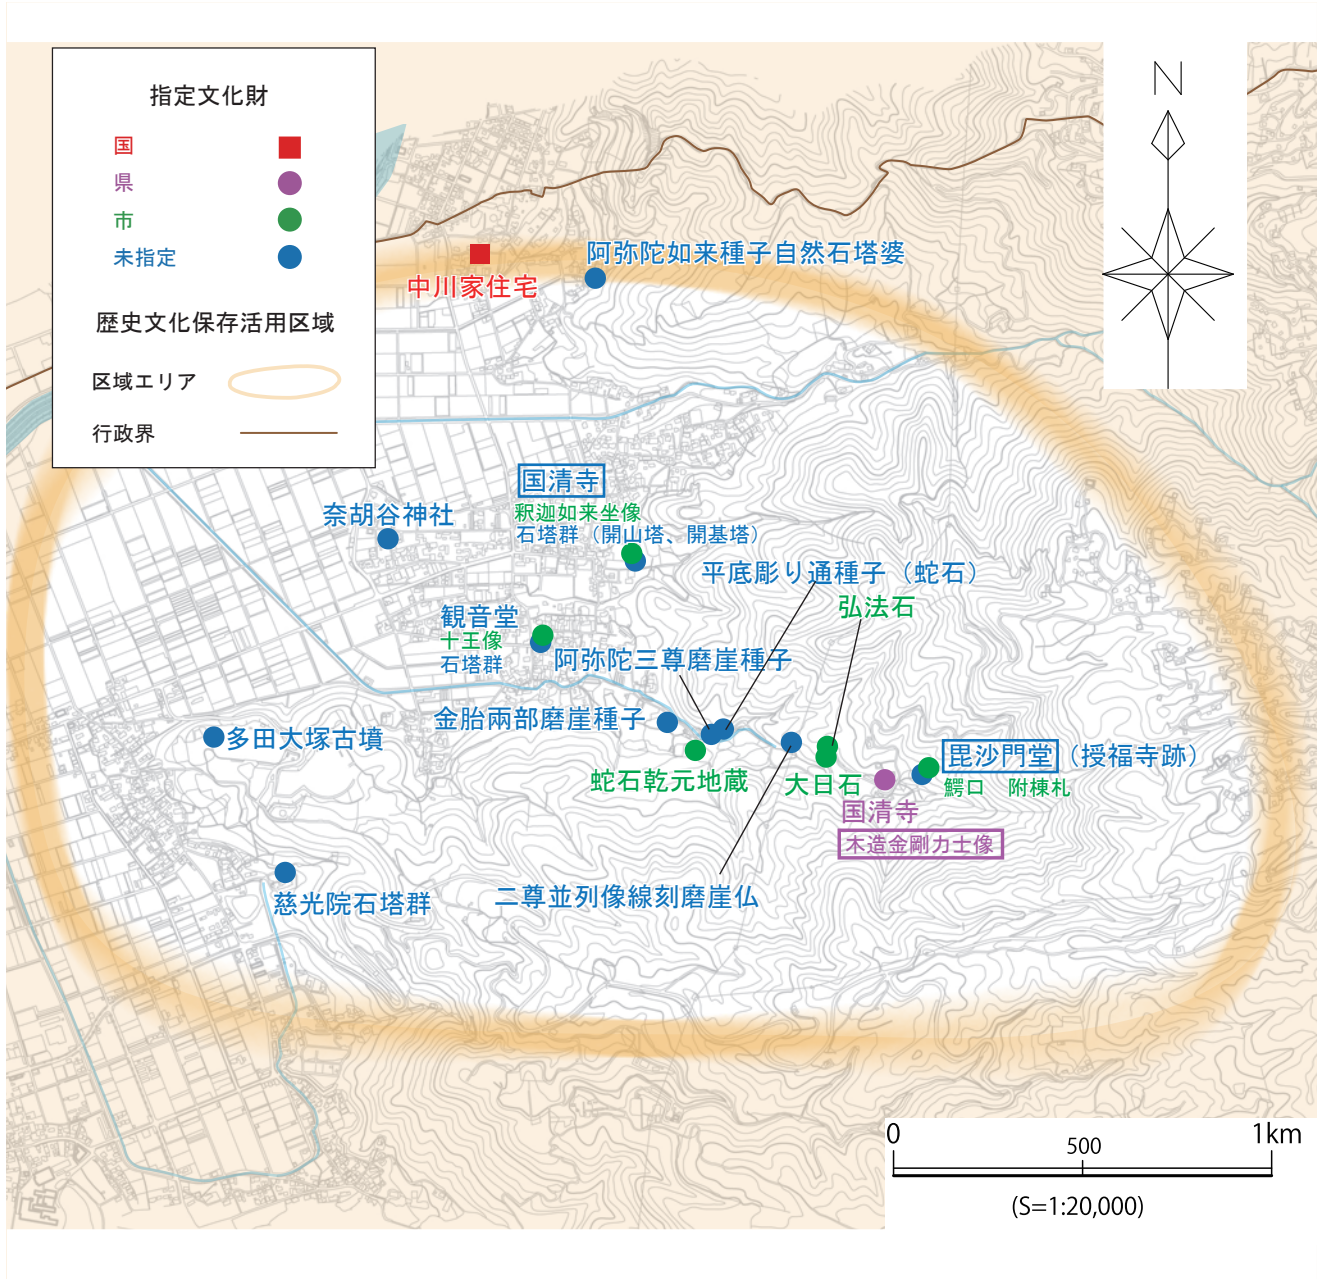 指定文化財
国
県
市
未指定
歴史文化保存活用区域
区域エリア
行政界
N
中川家住宅
阿弥陀如来種子自然石塔婆
国清寺
釈迦如来坐像
石塔群（開山塔、開基塔）
奈胡谷神社
平底彫り通種子（蛇石）
弘法石
観音堂
十王像
石塔群
阿弥陀三尊磨崖種子
金胎兩部磨崖種子
多田大塚古墳
蛇石乾元地蔵
大日石
毘沙門堂（授福寺跡）
鰐口　附棟札
国清寺
木造金剛力士像
二尊並列像線刻磨崖仏
慈光院石塔群
0
500
1km
(S=1:20,000)